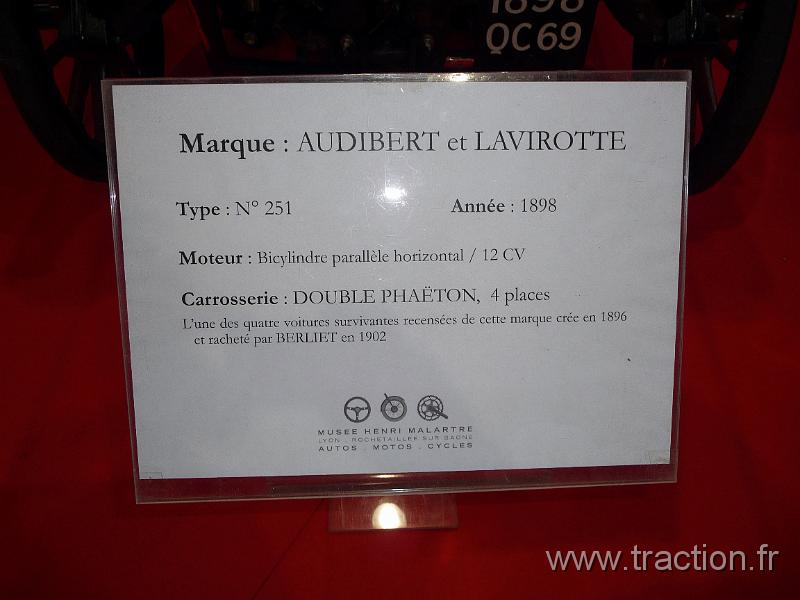 1898
QC69
Marque : AUDIBERT et LAVIROTTE
Type : N° 251 Année : 1898
Moteur : Bicylindre parallèle horizontal / 12 CV
Carrosserie : DOUBLE PHAËTON, 4 places
L'une des quatre voitures survivantes recensées de cette marque crée en 1896
et racheté par BERLIET en 1902
MUSEE HENRI MALARTRE
LYON . ROCHETAILLEE SUR SAONE
AUTOS . MOTOS . CYCLES
www.traction.fr